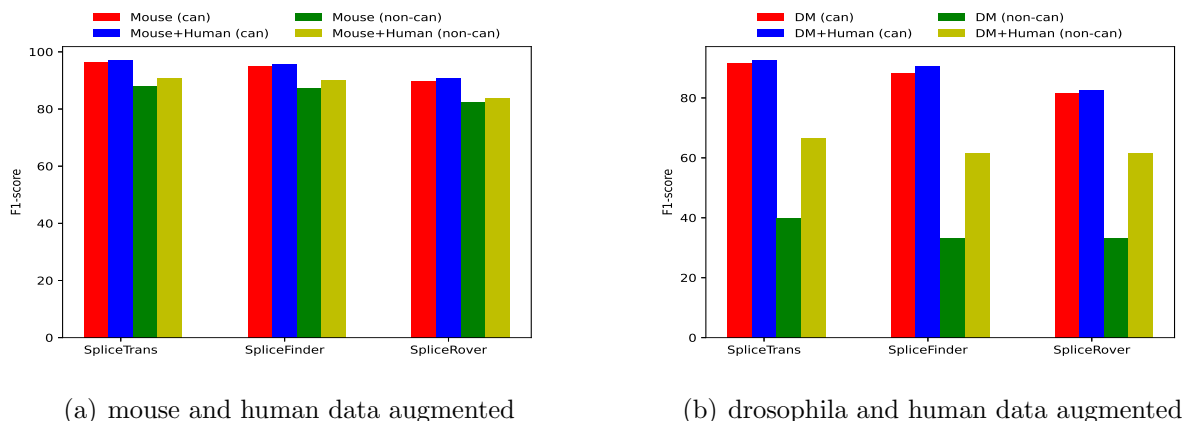 Mouse (can) Mouse (non-can)
Mouse+Human (can) Mouse+Human (non-can)
100
80
60
40
20
0
F1-score
SpliceTrans SpliceFinder SpliceRover
(a) mouse and human data augmented
DM (can) DM (non-can)
DM+Human (can) DM+Human (non-can)
80
60
40
20
0
F1-score
SpliceTrans SpliceFinder SpliceRover
(b) drosophila and human data augmented